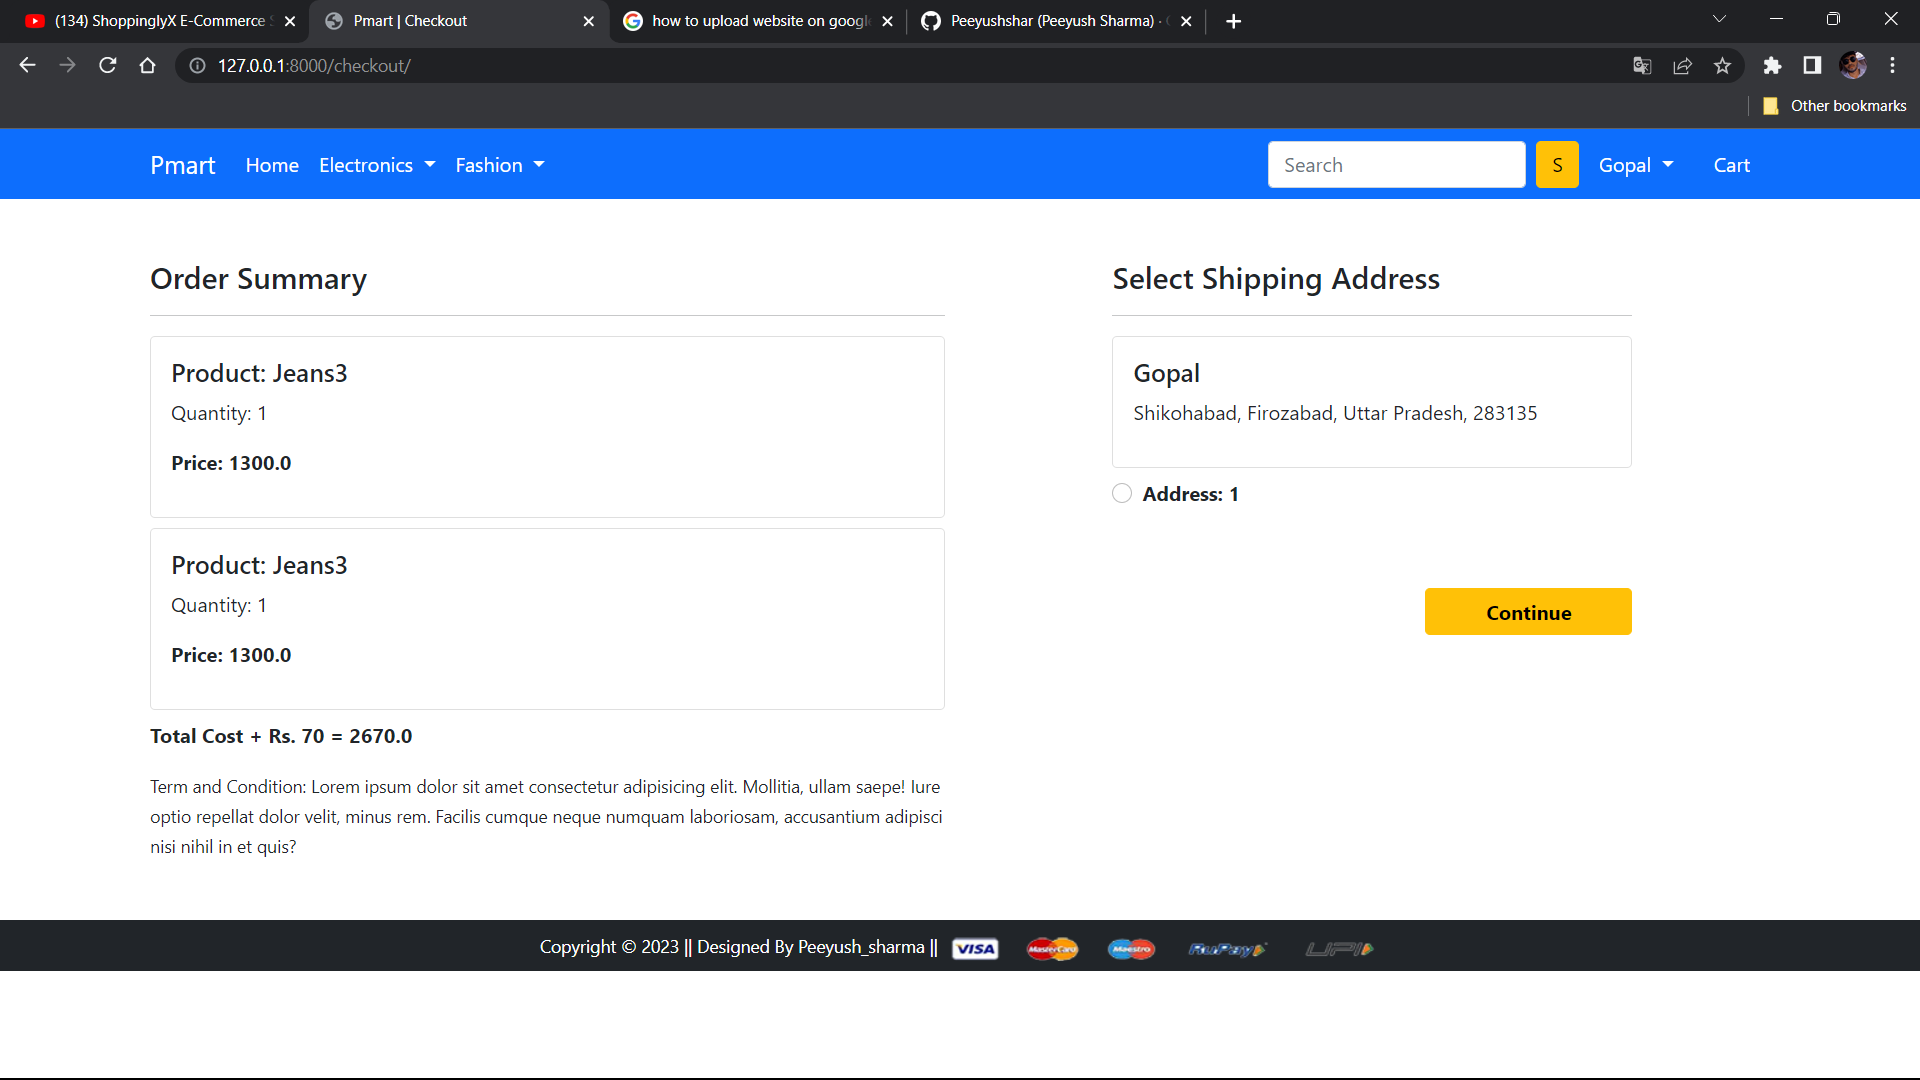 (134) ShoppinglyX E-Commerce
Pmart | Checkout
how to upload website on googl
Peeyushshar (Peeyush Sharma) ·
127.0.0.1:8000/checkout/
Other bookmarks
Pmart Home Electronics Fashion Search S Gopal Cart
Order Summary
Product: Jeans3
Quantity: 1
Price: 1300.0
Product: Jeans3
Quantity: 1
Price: 1300.0
Total Cost + Rs. 70 = 2670.0
Term and Condition: Lorem ipsum dolor sit amet consectetur adipisicing elit. Mollitia, ullam saepe! Iure
optio repellat dolor velit, minus rem. Facilis cumque neque numquam laboriosam, accusantium adipisci
nisi nihil in et quis?
Select Shipping Address
Gopal
Shikohabad, Firozabad, Uttar Pradesh, 283135
Address: 1
Continue
Copyright © 2023 || Designed By Peeyush_sharma || VISA MasterCard Maestro RuPay UPI